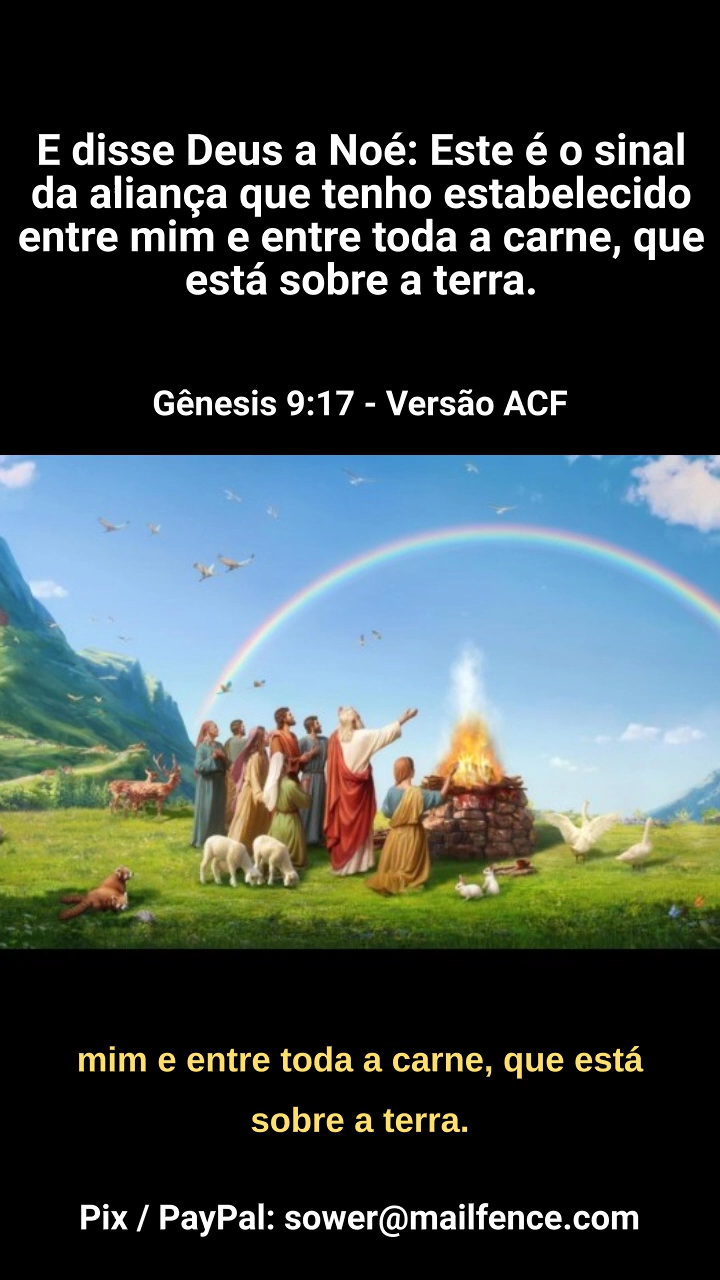 E disse Deus a Noé: Este é o sinal
da aliança que tenho estabelecido
entre mim e entre toda a carne, que
está sobre a terra.
Gênesis 9:17 - Versão ACF
mim e entre toda a carne, que está
sobre a terra.
Pix / PayPal: sower@mailfence.com